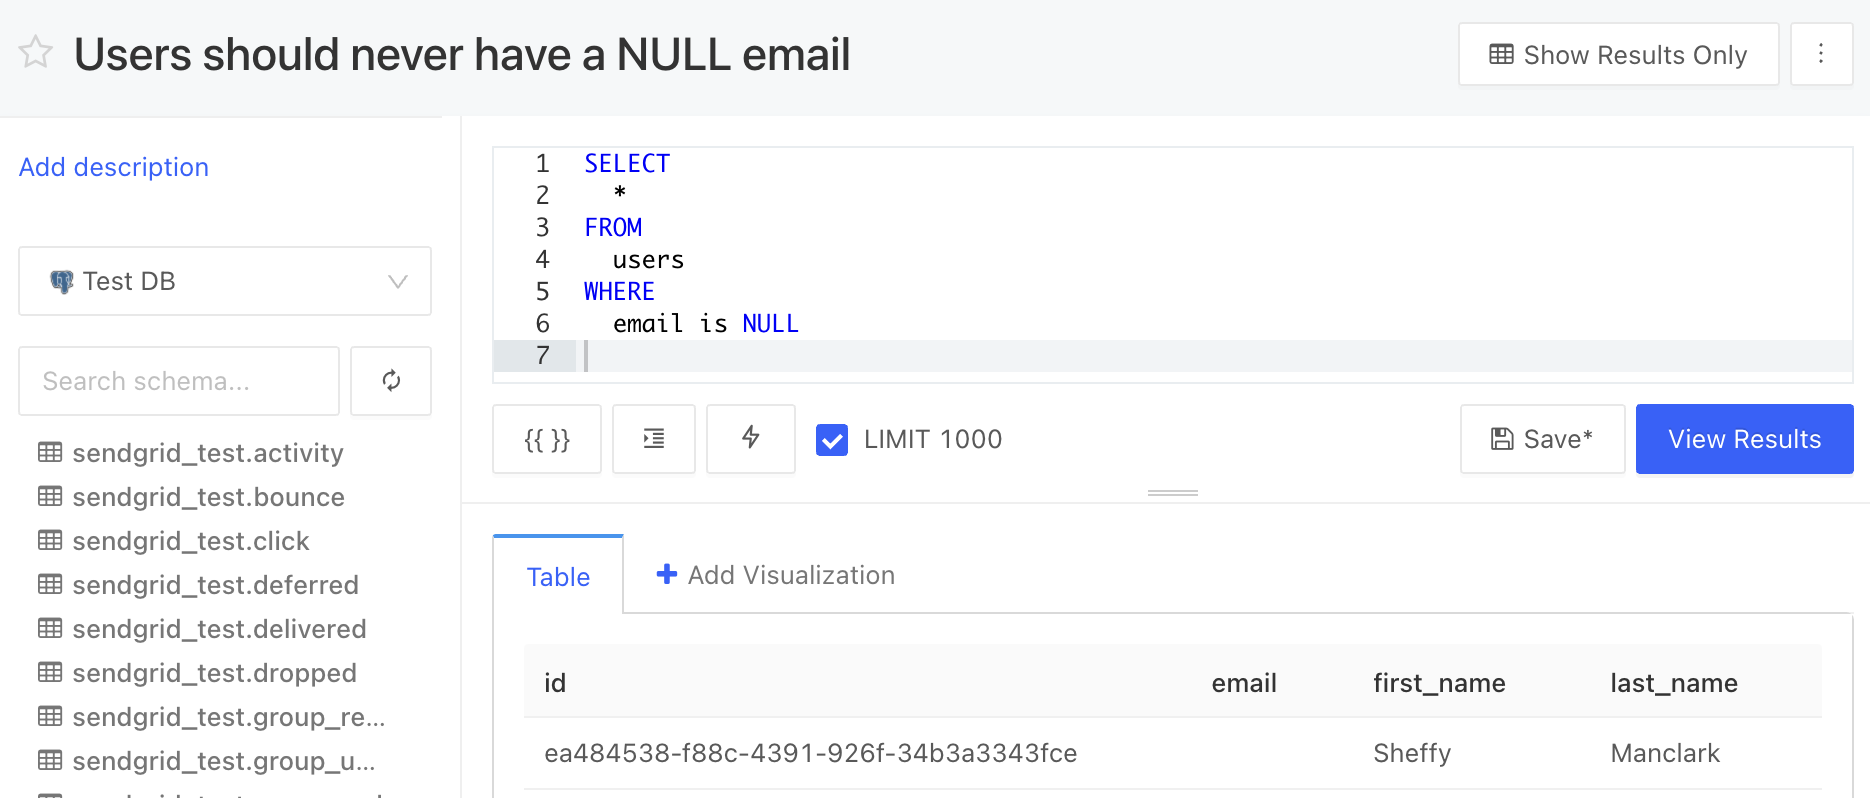 Users should never have a NULL email
Show Results Only
Add description
Test DB
Search schema...
sendgrid_test.activity
sendgrid_test.bounce
sendgrid_test.click
sendgrid_test.deferred
sendgrid_test.delivered
sendgrid_test.dropped
sendgrid_test.group_re...
sendgrid_test.group_u...
1 SELECT
2 *
3 FROM
4 users
5 WHERE
6 email is NULL
7
{{ }} LIMIT 1000 Save* View Results
Table Add Visualization
id email first_name last_name
ea484538-f88c-4391-926f-34b3a3343fce Sheffy Manclark